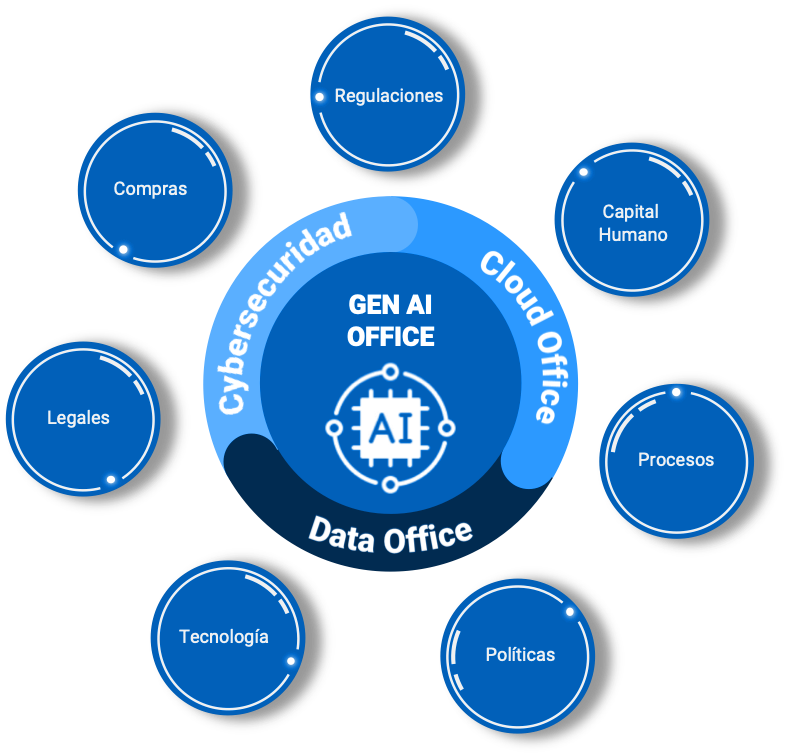 Regulaciones
Compras
Capital
Humano
Cybersecuridad
Cloud Office
GEN AI
OFFICE
AI
Legales
Procesos
Data Office
Tecnología
Políticas